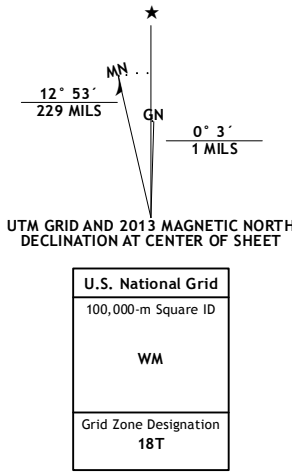 ★
MN
12° 53´
229 MILS
GN
0° 3´
1 MILS
UTM GRID AND 2013 MAGNETIC NORTH
DECLINATION AT CENTER OF SHEET
U.S. National Grid
100,000-m Square ID
WM
Grid Zone Designation
18T